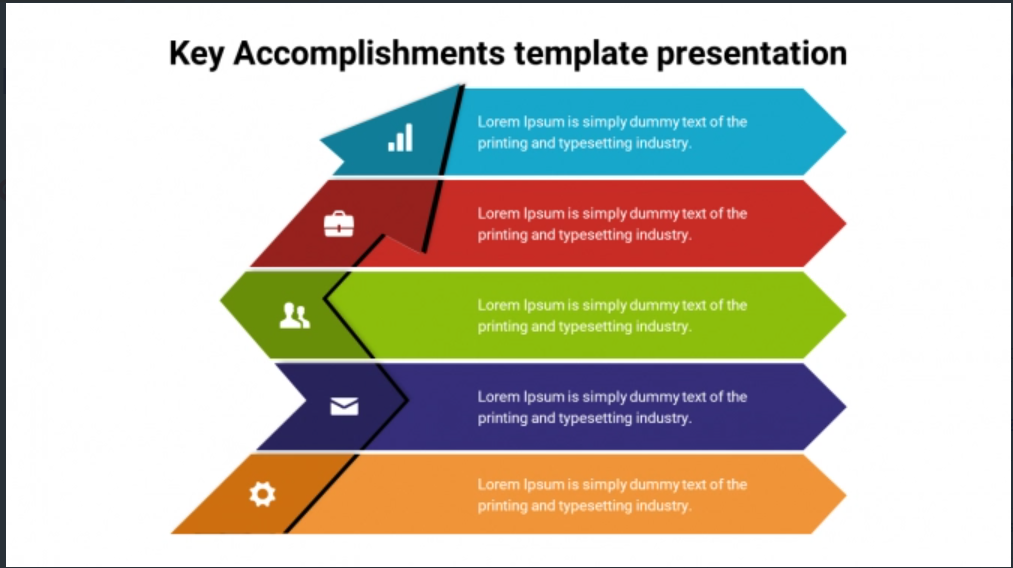 Key Accomplishments template presentation
Lorem Ipsum is simply dummy text of the
printing and typesetting industry.
Lorem Ipsum is simply dummy text of the
printing and typesetting industry.
Lorem Ipsum is simply dummy text of the
printing and typesetting industry.
Lorem Ipsum is simply dummy text of the
printing and typesetting industry.
Lorem Ipsum is simply dummy text of the
printing and typesetting industry.